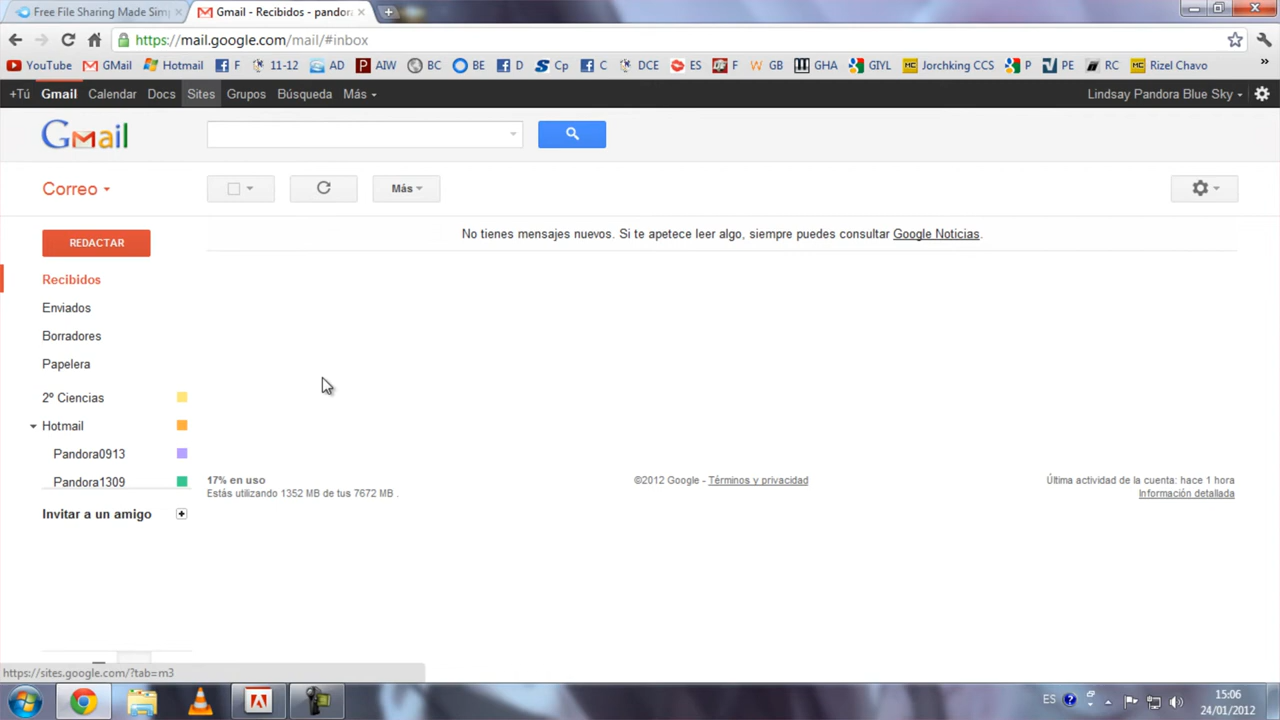 Free File Sharing Made Sim
Gmail - Recibidos - pandor
https://mail.google.com/mail/#inbox
YouTube GMail Hotmail F 11-12 AD AIW BC BE D Cp C DCE ES F GB GHA GIYL Jorchking CCS P PE RC Rizel Chavo »
+Tú Gmail Calendar Docs Sites Grupos Búsqueda Más
Lindsay Pandora Blue Sky
Gmail
Correo
Más
REDACTAR
No tienes mensajes nuevos. Si te apetece leer algo, siempre puedes consultar Google Noticias.
Recibidos
Enviados
Borradores
Papelera
2º Ciencias
Hotmail
Pandora0913
Pandora1309
Invitar a un amigo
17% en uso
Estás utilizando 1352 MB de tus 7672 MB .
©2012 Google - Términos y privacidad
Última actividad de la cuenta: hace 1 hora
Información detallada
https://sites.google.com/?tab=m3
ES
15:06
24/01/2012